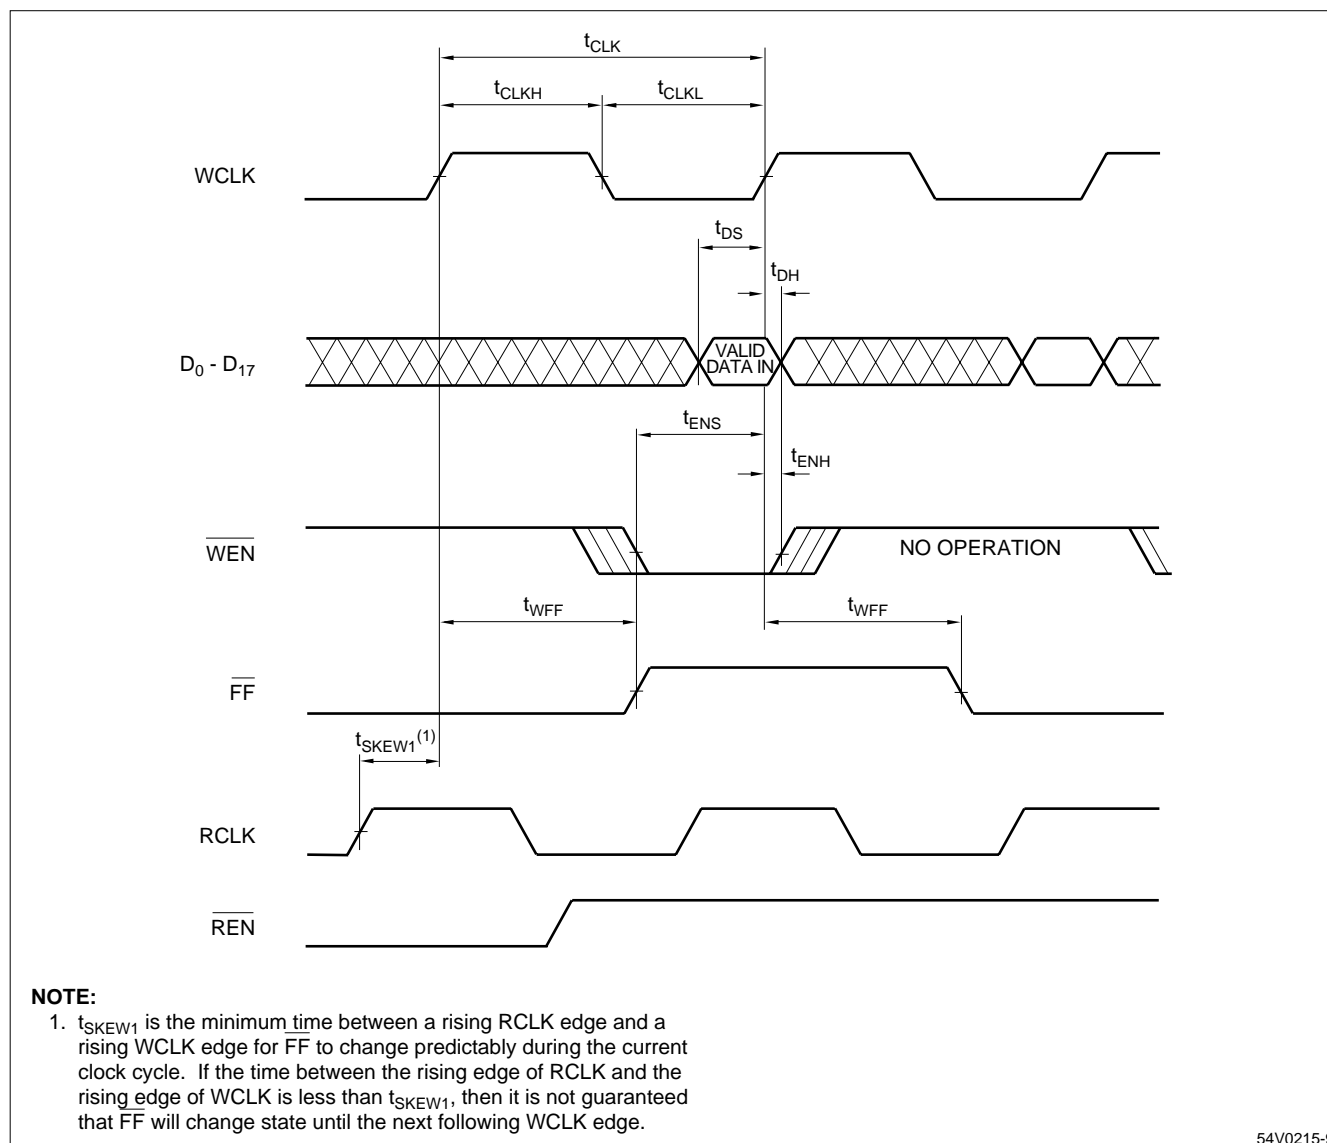 tCLK
tCLKH tCLKL
WCLK
tDS
tDH
D0 - D17
VALID
DATA IN
tENS
tENH
WEN
NO OPERATION
tWFF tWFF
FF
tSKEW1(1)
RCLK
REN
NOTE:
1. tSKEW1 is the minimum time between a rising RCLK edge and a
rising WCLK edge for FF to change predictably during the current
clock cycle. If the time between the rising edge of RCLK and the
rising edge of WCLK is less than tSKEW1, then it is not guaranteed
that FF will change state until the next following WCLK edge.